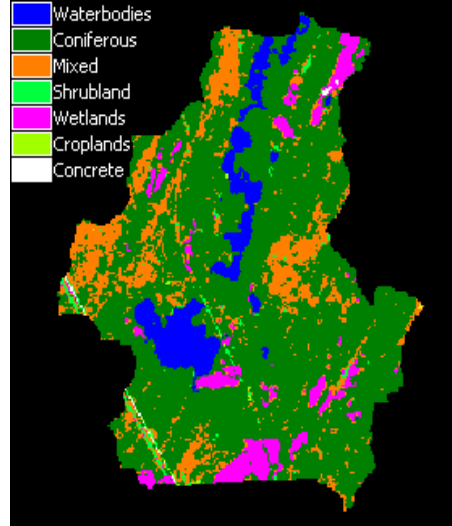 Waterbodies
Coniferous
Mixed
Shrubland
Wetlands
Croplands
Concrete